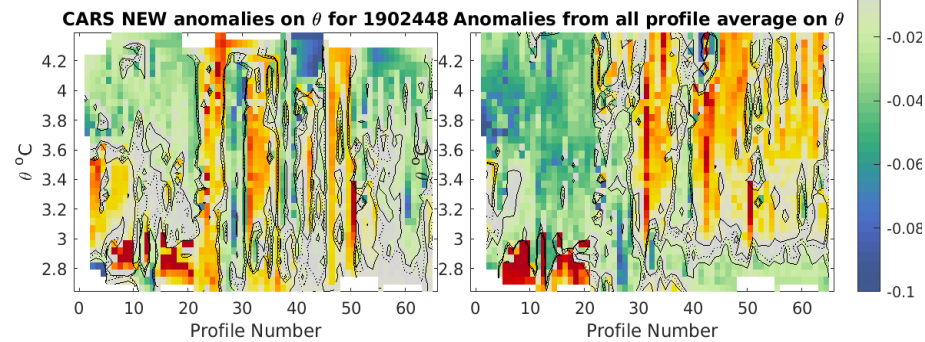 CARS NEW anomalies on θ for 1902448
Anomalies from all profile average on θ
4.2
4
3.8
3.6
3.4
3.2
3
2.8
θ °C
0 10 20 30 40 50 60
Profile Number
4.2
4
3.8
3.6
3.4
3.2
3
2.8
θ °C
0 10 20 30 40 50 60
Profile Number
-0.02
-0.04
-0.06
-0.08
-0.1